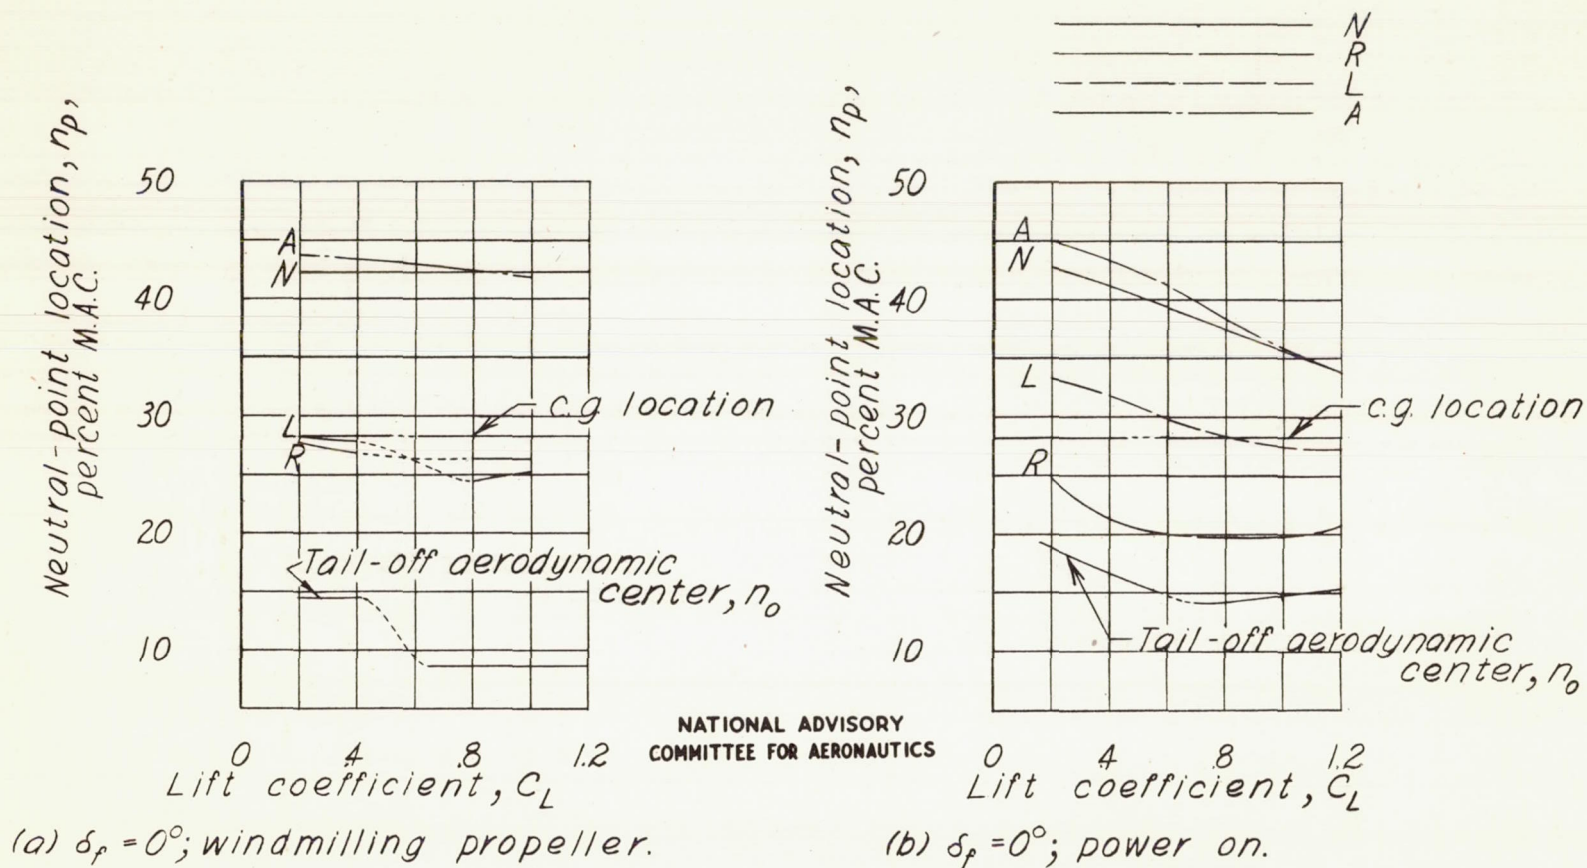 N
R
L
A
Neutral-point location, n_p,
percent M.A.C.
50
40
30
20
10
A
N
L
R
c.g. location
Tail-off aerodynamic
center, n_o
0 .4 .8 1.2
Lift coefficient, C_L
(a) δ_f = 0°; windmilling propeller.
NATIONAL ADVISORY
COMMITTEE FOR AERONAUTICS
Neutral-point location, n_p,
percent M.A.C.
50
40
30
20
10
A
N
L
R
c.g. location
Tail-off aerodynamic
center, n_o
0 .4 .8 1.2
Lift coefficient, C_L
(b) δ_f = 0°; power on.